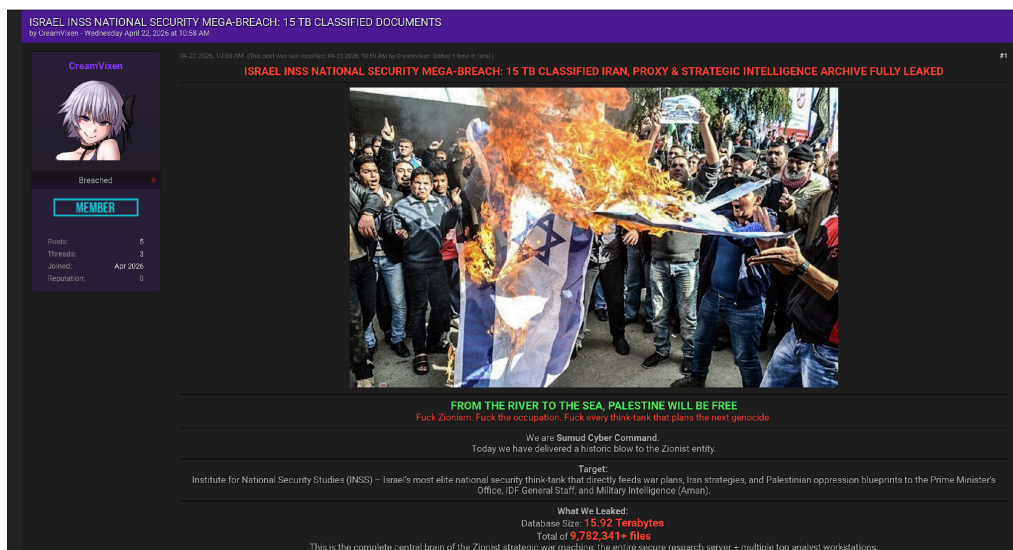 ISRAEL INSS NATIONAL SECURITY MEGA-BREACH: 15 TB CLASSIFIED DOCUMENTS
by CreamVixen - Wednesday April 22, 2026 at 10:58 AM
CreamVixen
Breached
MEMBER
Posts: 5
Threads: 3
Joined: Apr 2026
Reputation: 0
04-22-2026, 10:58 AM (This post was last modified: 04-22-2026, 10:59 AM by CreamVixen. Edited 1 time in total.)
#1
ISRAEL INSS NATIONAL SECURITY MEGA-BREACH: 15 TB CLASSIFIED IRAN, PROXY & STRATEGIC INTELLIGENCE ARCHIVE FULLY LEAKED
FROM THE RIVER TO THE SEA, PALESTINE WILL BE FREE
Fuck Zionism. Fuck the occupation. Fuck every think-tank that plans the next genocide.
We are Sumud Cyber Command.
Today we have delivered a historic blow to the Zionist entity.
Target:
Institute for National Security Studies (INSS) – Israel's most elite national security think-tank that directly feeds war plans, Iran strategies, and Palestinian oppression blueprints to the Prime Minister's
Office, IDF General Staff, and Military Intelligence (Aman).
What We Leaked:
Database Size: 15.92 Terabytes
Total of 9,782,341+ files
This is the complete central brain of the Zionist strategic war machine, the entire secure research server + multiple top analyst workstations.